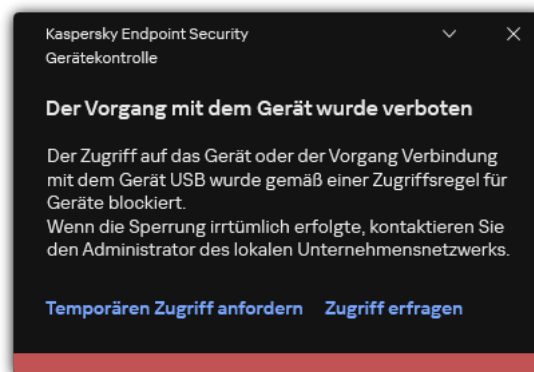 Kaspersky Endpoint Security
Gerätekontrolle
Der Vorgang mit dem Gerät wurde verboten
Der Zugriff auf das Gerät oder der Vorgang Verbindung
mit dem Gerät USB wurde gemäß einer Zugriffsregel für
Geräte blockiert.
Wenn die Sperrung irrtümlich erfolgte, kontaktieren Sie
den Administrator des lokalen Unternehmensnetzwerks.
Temporären Zugriff anfordern Zugriff erfragen